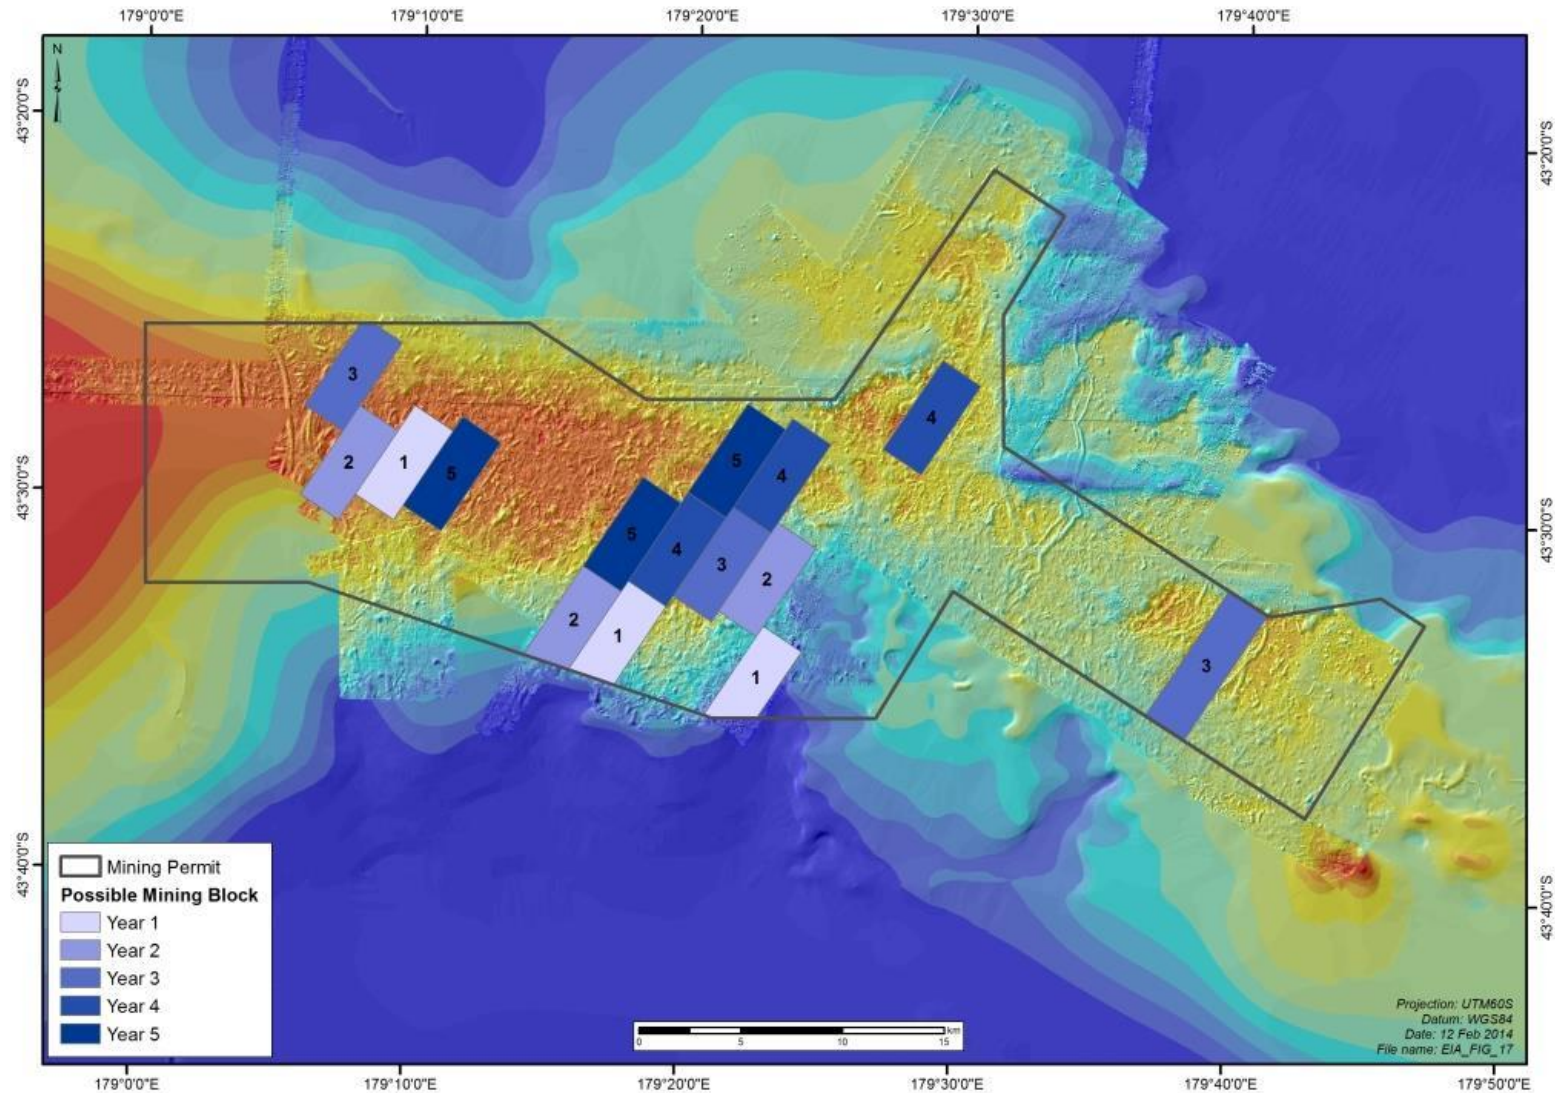 179°0'0"E 179°10'0"E 179°20'0"E 179°30'0"E 179°40'0"E
N
43°20'0"S
43°20'0"S
3
4
2
1
5
5
4
43°30'0"S
43°30'0"S
5
4
3
2
2
1
3
1
43°40'0"S
43°40'0"S
Mining Permit
Possible Mining Block
Year 1
Year 2
Year 3
Year 4
Year 5
km
0 5 10 15
Projection: UTM60S
Datum: WGS84
Date: 12 Feb 2014
File name: EIA_FIG_17
179°0'0"E 179°10'0"E 179°20'0"E 179°30'0"E 179°40'0"E 179°50'0"E